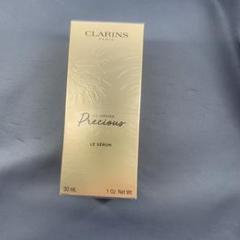 CLARINS
PARIS
Precious
LE SÉRUM
30 mL 1 Oz. Net Wt.